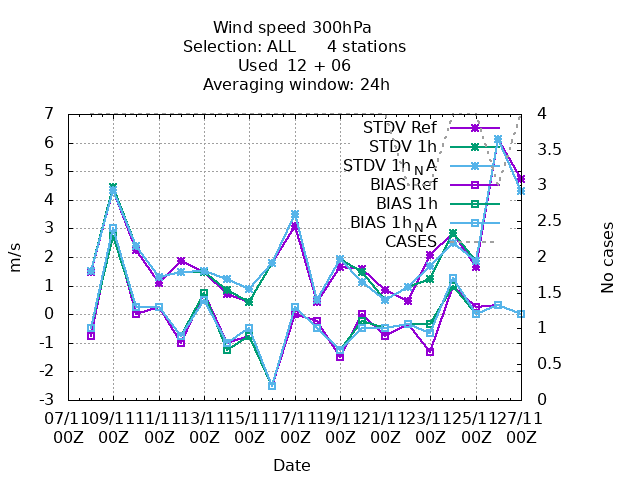 Wind speed 300hPa
Selection: ALL 4 stations
Used 12 + 06
Averaging window: 24h
7
6
5
4
3
2
1
0
-1
-2
-3
m/s
STDV Ref
STDV 1h
STDV 1h_NA
BIAS Ref
BIAS 1h
BIAS 1h_NA
CASES
4
3.5
3
2.5
2
1.5
1
0.5
0
No cases
07/11 09/11 11/11 13/11 15/11 17/11 19/11 21/11 23/11 25/11 27/11
00Z 00Z 00Z 00Z 00Z 00Z 00Z 00Z 00Z 00Z 00Z
Date